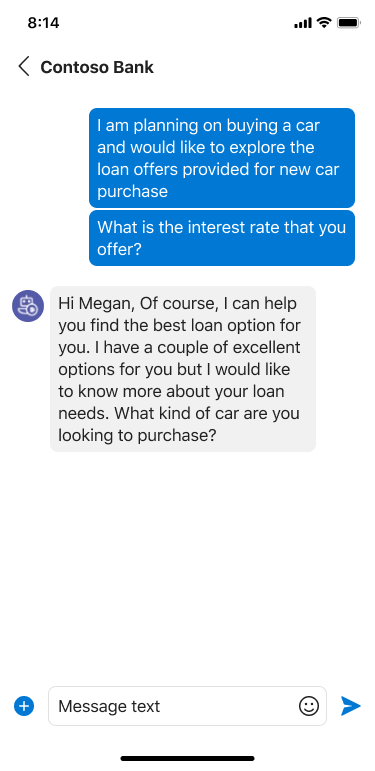 8:14
Contoso Bank
I am planning on buying a car
and would like to explore the
loan offers provided for new car
purchase
What is the interest rate that you
offer?
Hi Megan, Of course, I can help
you find the best loan option for
you. I have a couple of excellent
options for you but I would like
to know more about your loan
needs. What kind of car are you
looking to purchase?
Message text